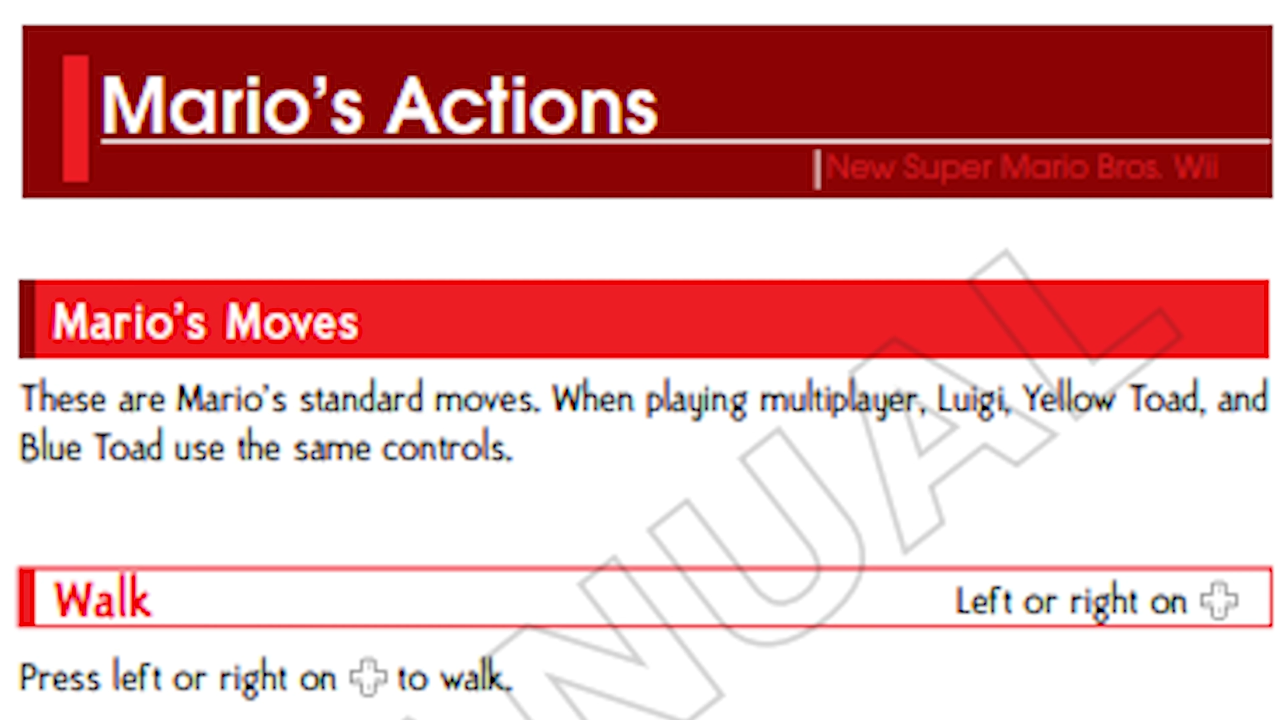 Mario's Actions
New Super Mario Bros. Wii
Mario's Moves
These are Mario's standard moves. When playing multiplayer, Luigi, Yellow Toad, and
Blue Toad use the same controls.
Walk Left or right on
Press left or right on to walk.
NUAL